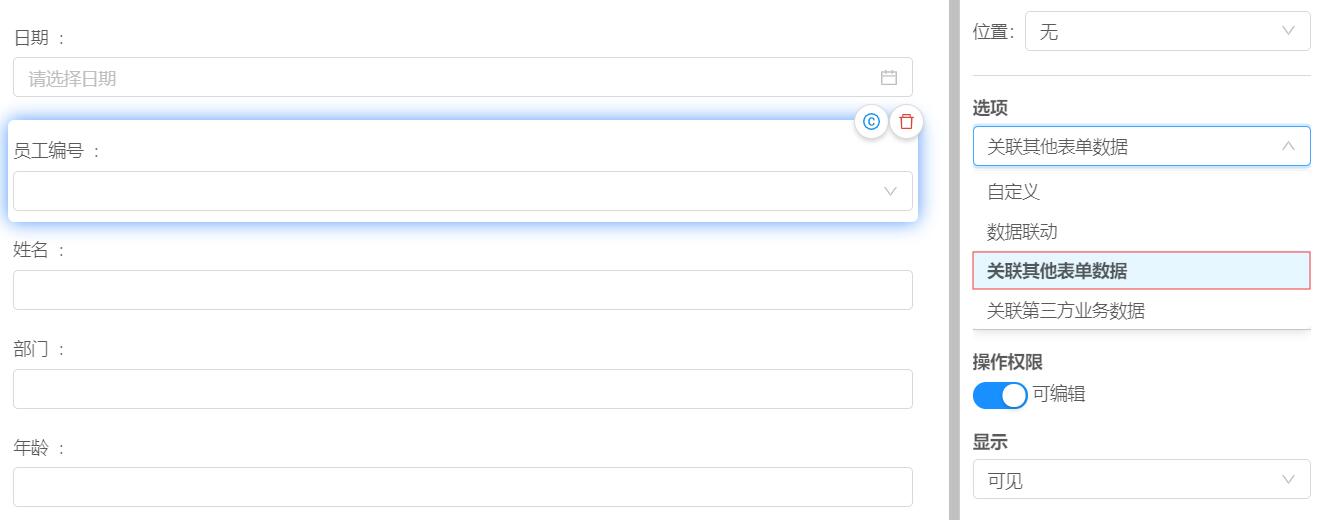 日期 :
请选择日期
©
员工编号 :
姓名 :
部门 :
年龄 :
位置: 无
选项
关联其他表单数据
自定义
数据联动
关联其他表单数据
关联第三方业务数据
操作权限
可编辑
显示
可见